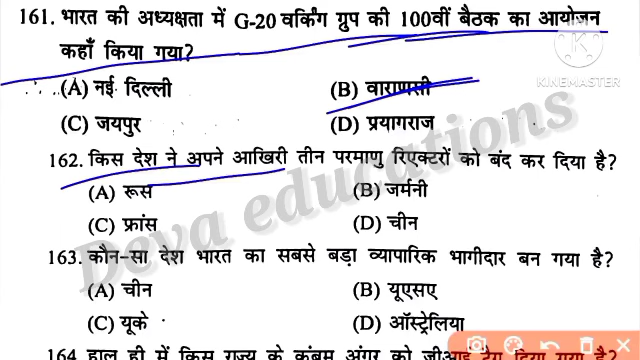 161. भारत की अध्यक्षता में G-20 वर्किंग ग्रुप की 100वीं बैठक का आयोजन
कहाँ किया गया?
(A) नई दिल्ली (B) वाराणसी
(C) जयपुर (D) प्रयागराज
162. किस देश ने अपने आखिरी तीन परमाणु रिएक्टरों को बंद कर दिया है?
(A) रूस (B) जर्मनी
(C) फ्रांस (D) चीन
163. कौन-सा देश भारत का सबसे बड़ा व्यापारिक भागीदार बन गया है?
(A) चीन (B) यूएसए
(C) यूके (D) ऑस्ट्रेलिया
164 हाल ही में किस राज्य के कंबम अंगूर को जीआई टैग दिया गया है?
Deva educations
KINEMASTER